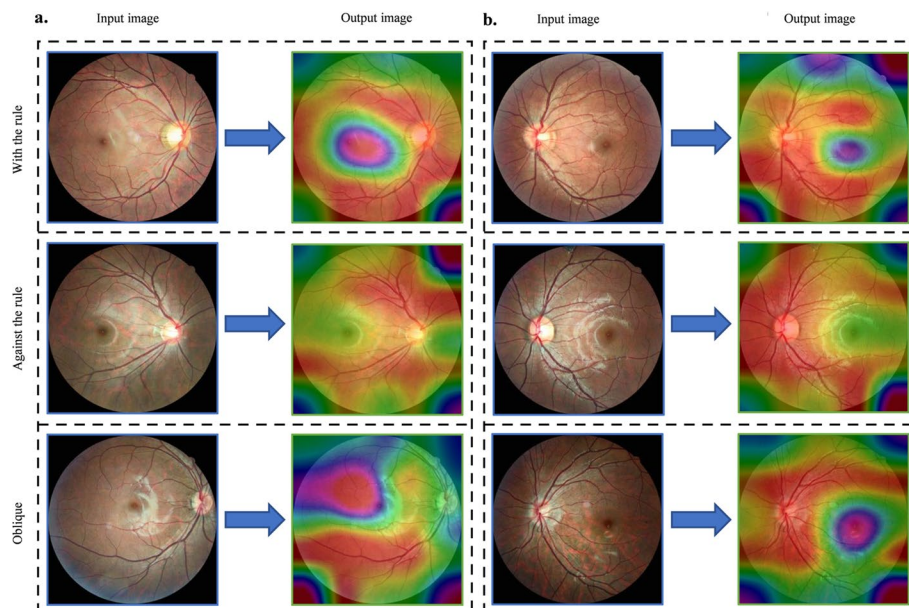 a.
Input image
Output image
b.
Input image
Output image
With the rule
Against the rule
Oblique